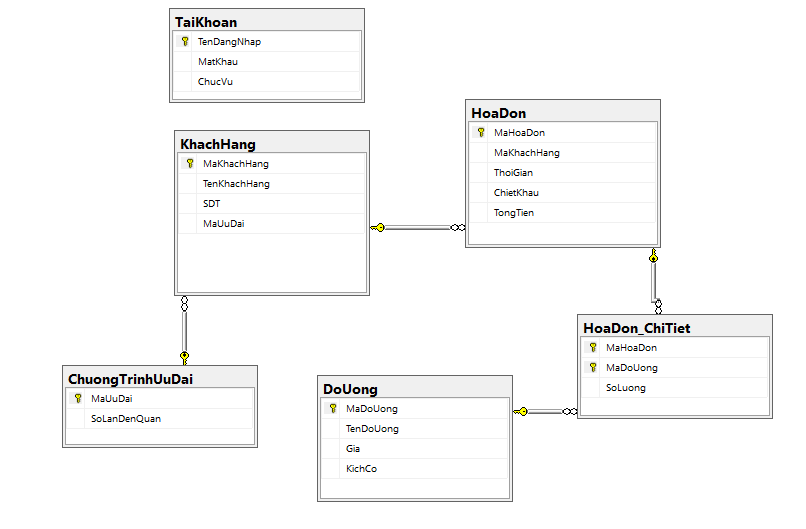 TaiKhoan
TenDangNhap
MatKhau
ChucVu
HoaDon
MaHoaDon
MaKhachHang
ThoiGian
ChietKhau
TongTien
KhachHang
MaKhachHang
TenKhachHang
SDT
MaUuDai
HoaDon_ChiTiet
MaHoaDon
MaDoUong
SoLuong
ChuongTrinhUuDai
MaUuDai
SoLanDenQuan
DoUong
MaDoUong
TenDoUong
Gia
KichCo